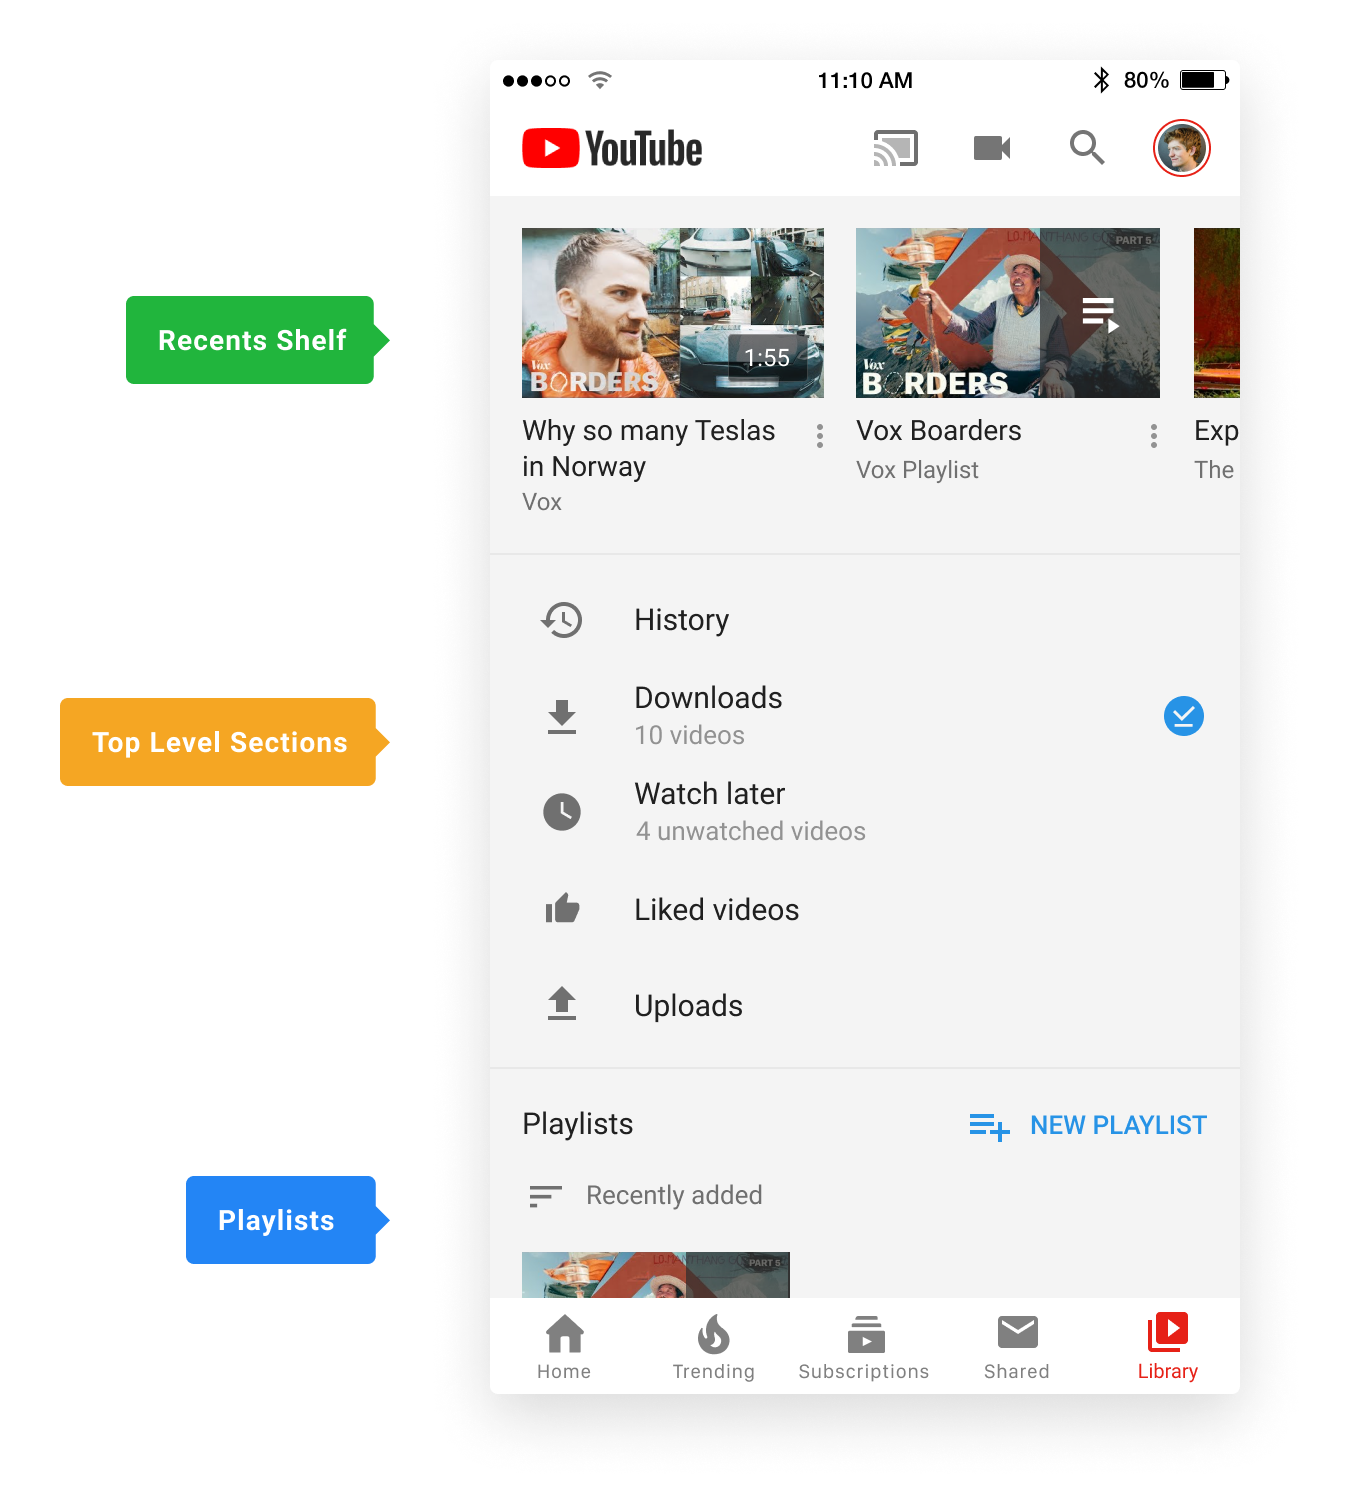 11:10 AM
80%
YouTube
Recents Shelf
PART 5
1:55
Vox
BORDERS
Vox
BORDERS
Why so many Teslas
in Norway
Vox
Vox Boarders
Vox Playlist
Exp
The
History
Top Level Sections
Downloads
10 videos
Watch later
4 unwatched videos
Liked videos
Uploads
Playlists
NEW PLAYLIST
Playlists
Recently added
PART 5
Home
Trending
Subscriptions
Shared
Library